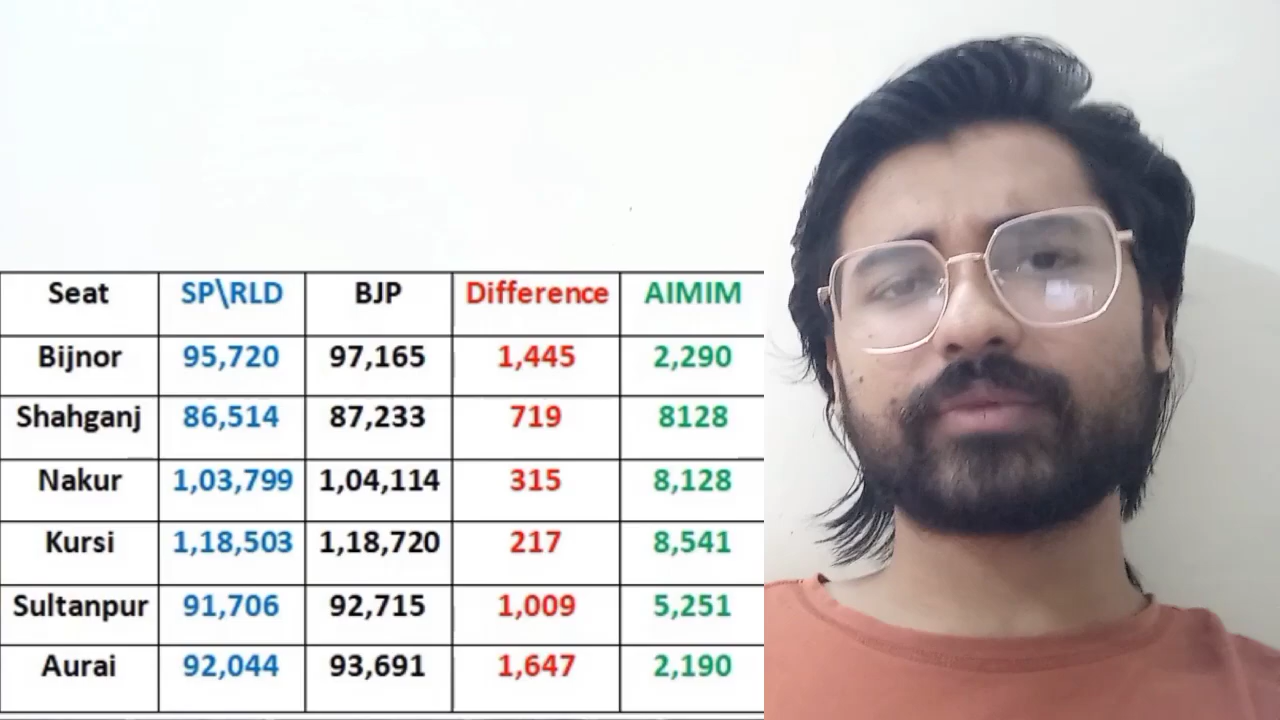 Seat SP\RLD BJP Difference AIMIM
Bijnor 95,720 97,165 1,445 2,290
Shahganj 86,514 87,233 719 8128
Nakur 1,03,799 1,04,114 315 8,128
Kursi 1,18,503 1,18,720 217 8,541
Sultanpur 91,706 92,715 1,009 5,251
Aurai 92,044 93,691 1,647 2,190